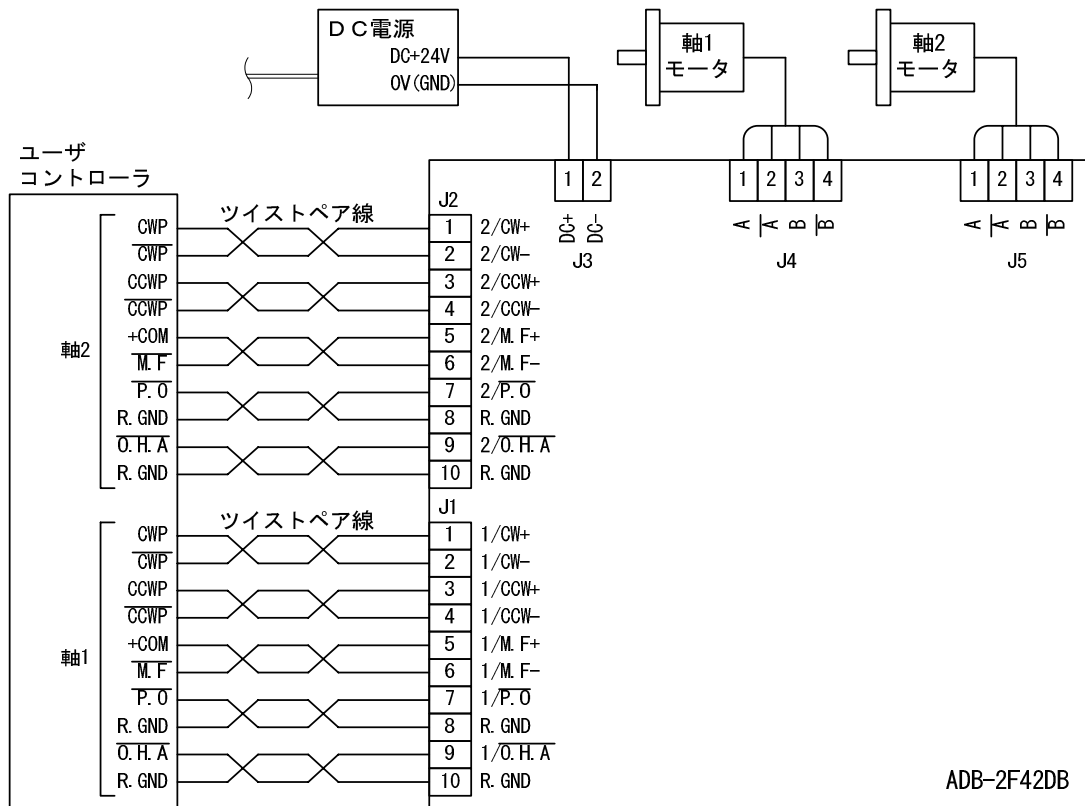 DC電源
DC+24V
0V(GND)
軸1
モータ
軸2
モータ
ユーザ
コントローラ
1 2
DC+ DC-
J3
1 2 3 4
A A̅ B B̅
J4
1 2 3 4
A A̅ B B̅
J5
J2
ツイストペア線
CWP 1 2/CW+
C̅W̅P̅ 2 2/CW-
CCWP 3 2/CCW+
C̅C̅W̅P̅ 4 2/CCW-
+COM 5 2/M.F+
軸2
M̅.̅F̅ 6 2/M.F-
P̅.̅O̅ 7 2/P̅.̅O̅
R.GND 8 R.GND
O̅.̅H̅.̅A̅ 9 2/O̅.̅H̅.̅A̅
R.GND 10 R.GND
J1
ツイストペア線
CWP 1 1/CW+
C̅W̅P̅ 2 1/CW-
CCWP 3 1/CCW+
C̅C̅W̅P̅ 4 1/CCW-
+COM 5 1/M.F+
軸1
M̅.̅F̅ 6 1/M.F-
P̅.̅O̅ 7 1/P̅.̅O̅
R.GND 8 R.GND
O̅.̅H̅.̅A̅ 9 1/O̅.̅H̅.̅A̅
R.GND 10 R.GND
ADB-2F42DB